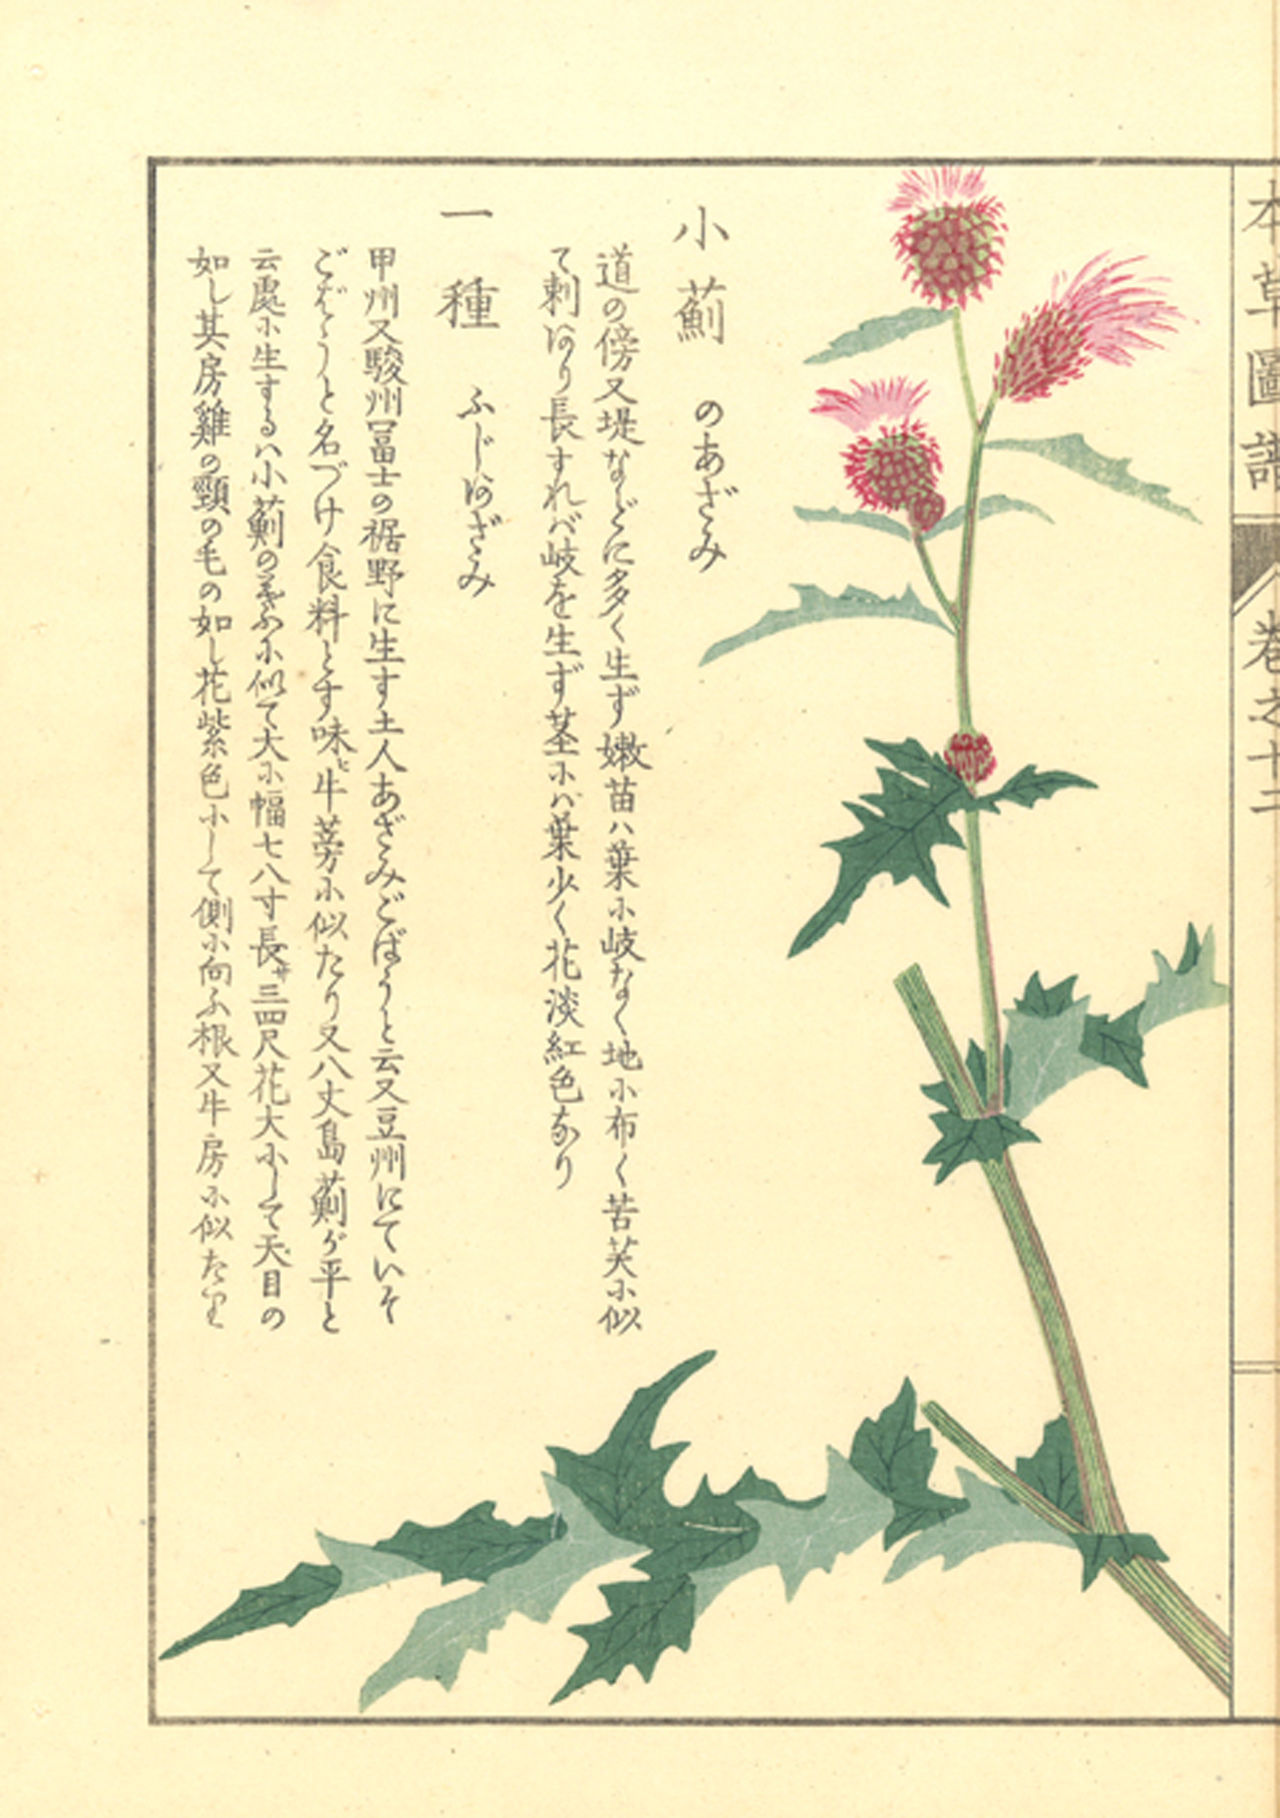 本草圖譜 巻之十二
小薊 のあざみ
道の傍又堤などに多く生ず嫩苗ハ葉に岐なく地に布く苦芙に似
て刺あり長すれバ岐を生ず茎にハ葉少く花淡紅色なり
一種 ふじあざみ
甲州又駿州冨士の裾野に生す土人あざみごばうと云又豆州にていそ
ごばうと名づけ食料とす味ヒ牛蒡に似たり又八丈島薊が平と
云處に生するハ小薊の葉に似て大に幅七八寸長サ三四尺花大にして天目の
如し其房雞の頸の毛の如し花紫色にして側に向ふ根又牛房に似たり